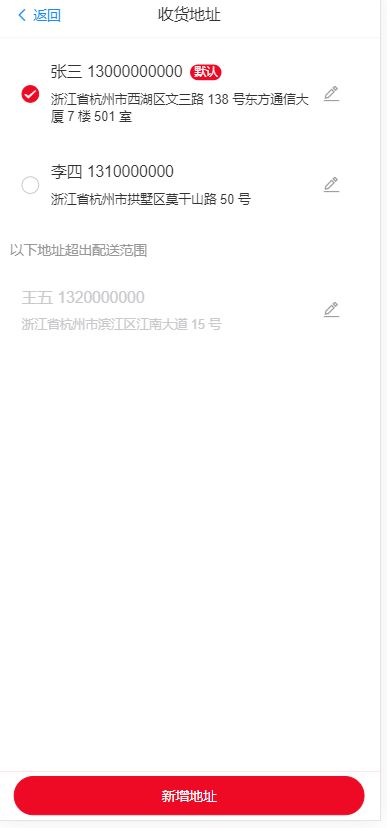 返回
收货地址
张三 13000000000 默认
浙江省杭州市西湖区文三路 138 号东方通信大
厦 7 楼 501 室
李四 1310000000
浙江省杭州市拱墅区莫干山路 50 号
以下地址超出配送范围
王五 1320000000
浙江省杭州市滨江区江南大道 15 号
新增地址